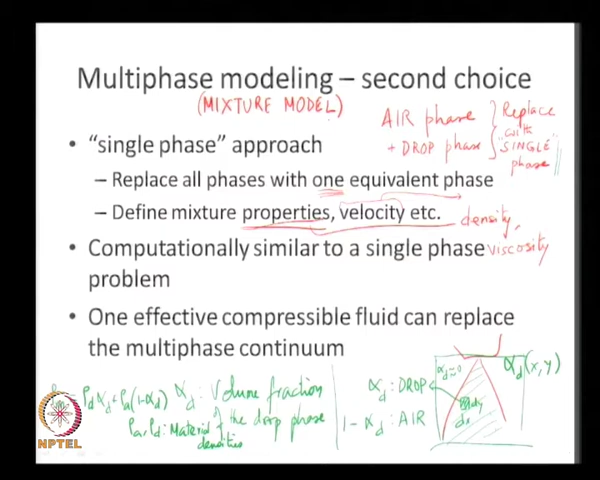 Multiphase modeling – second choice
(MIXTURE MODEL)
AIR phase
+ DROP phase
Replace
with
"SINGLE"
phase
• "single phase" approach
– Replace all phases with one equivalent phase
– Define mixture properties, velocity etc.
density,
viscosity
• Computationally similar to a single phase
problem
• One effective compressible fluid can replace
the multiphase continuum
ρd αd + ρa(1-αd)
αd : Volume fraction
of the drop phase
ρa, ρd : Material
densities
αd : DROP
1 - αd : AIR
αd ≈ 0
αd(x,y)
NPTEL